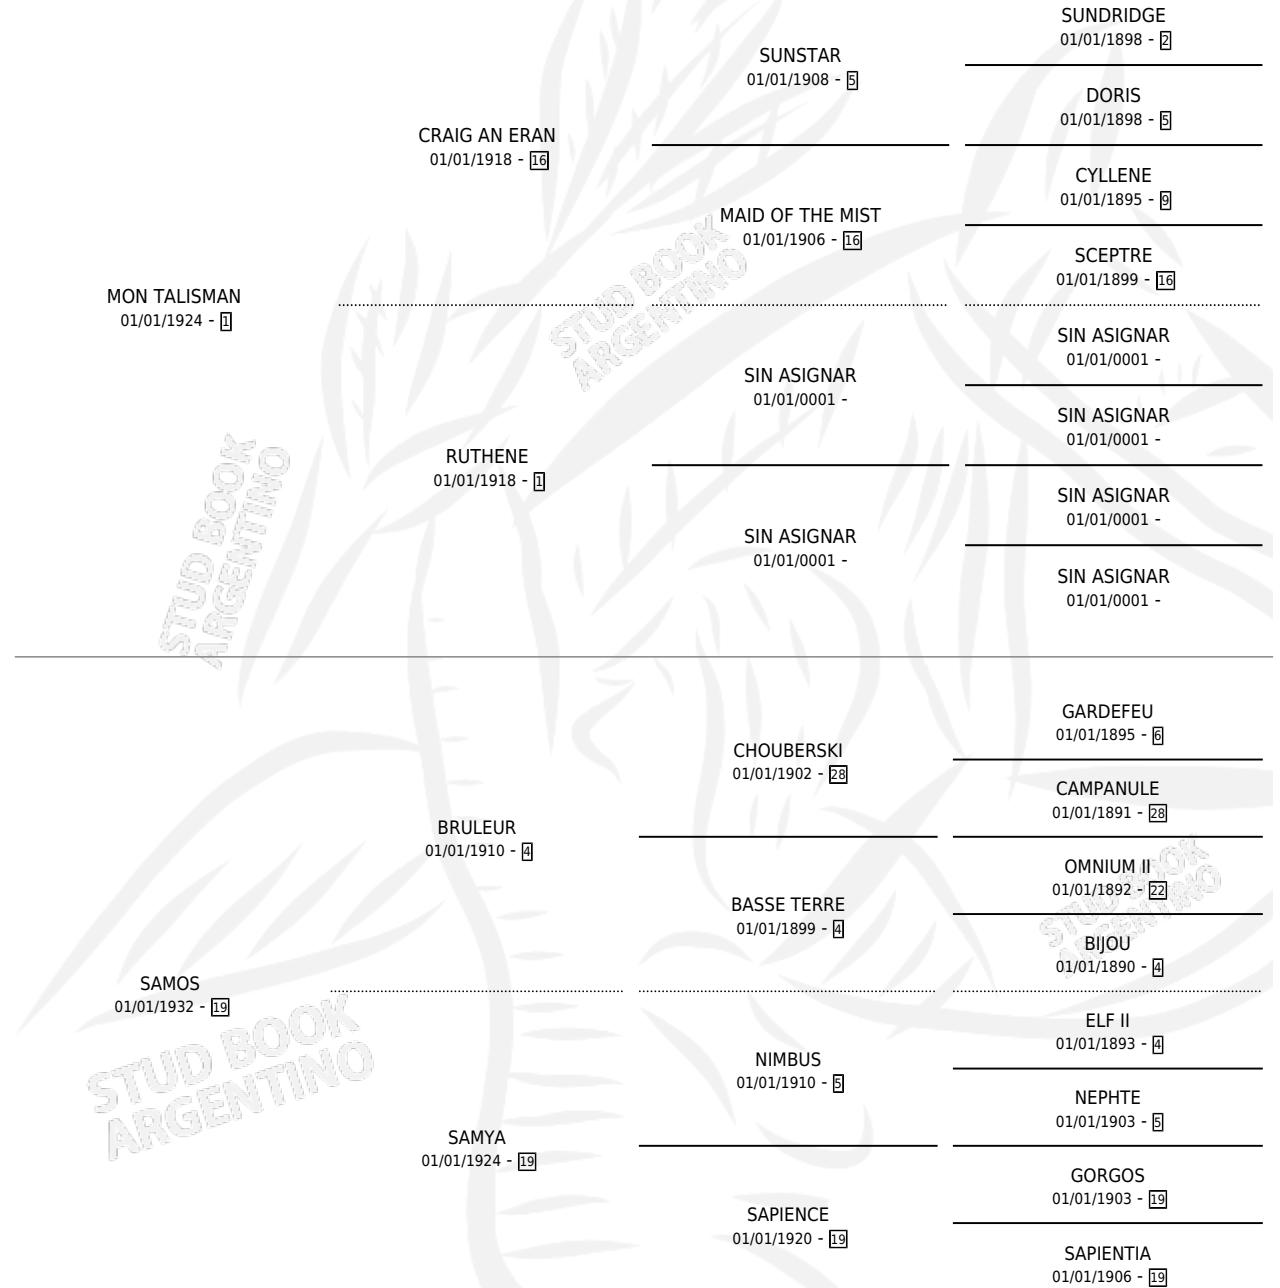 SUNDRIDGE
01/01/1898 - 2
SUNSTAR
01/01/1908 - 5
DORIS
01/01/1898 - 5
CRAIG AN ERAN
01/01/1918 - 16
CYLLENE
01/01/1895 - 9
MAID OF THE MIST
01/01/1906 - 16
SCEPTRE
01/01/1899 - 16
MON TALISMAN
01/01/1924 - 1
SIN ASIGNAR
01/01/0001 -
SIN ASIGNAR
01/01/0001 -
SIN ASIGNAR
01/01/0001 -
RUTHENE
01/01/1918 - 1
SIN ASIGNAR
01/01/0001 -
SIN ASIGNAR
01/01/0001 -
SIN ASIGNAR
01/01/0001 -
STUD BOOK
ARGENTINO
STUD BOOK
ARGENTINO
GARDEFEU
01/01/1895 - 6
CHOUBERSKI
01/01/1902 - 28
CAMPANULE
01/01/1891 - 28
BRULEUR
01/01/1910 - 4
OMNIUM II
01/01/1892 - 22
BASSE TERRE
01/01/1899 - 4
BIJOU
01/01/1890 - 4
STUD BOOK
ARGENTINO
SAMOS
01/01/1932 - 19
ELF II
01/01/1893 - 4
NIMBUS
01/01/1910 - 5
NEPHTE
01/01/1903 - 5
STUD BOOK
ARGENTINO
SAMYA
01/01/1924 - 19
GORGOS
01/01/1903 - 19
SAPIENCE
01/01/1920 - 19
SAPIENTIA
01/01/1906 - 19